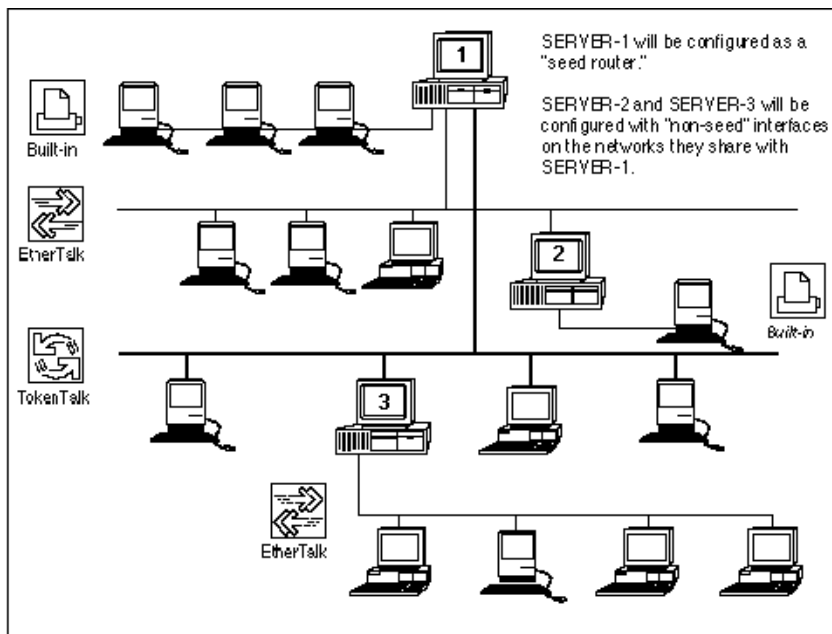 1
SERVER-1 will be configured as a
"seed router."
SERVER-2 and SERVER-3 will be
configured with "non-seed" interfaces
on the networks they share with
SERVER-1.
Built-in
EtherTalk
2
Built-in
TokenTalk
3
EtherTalk